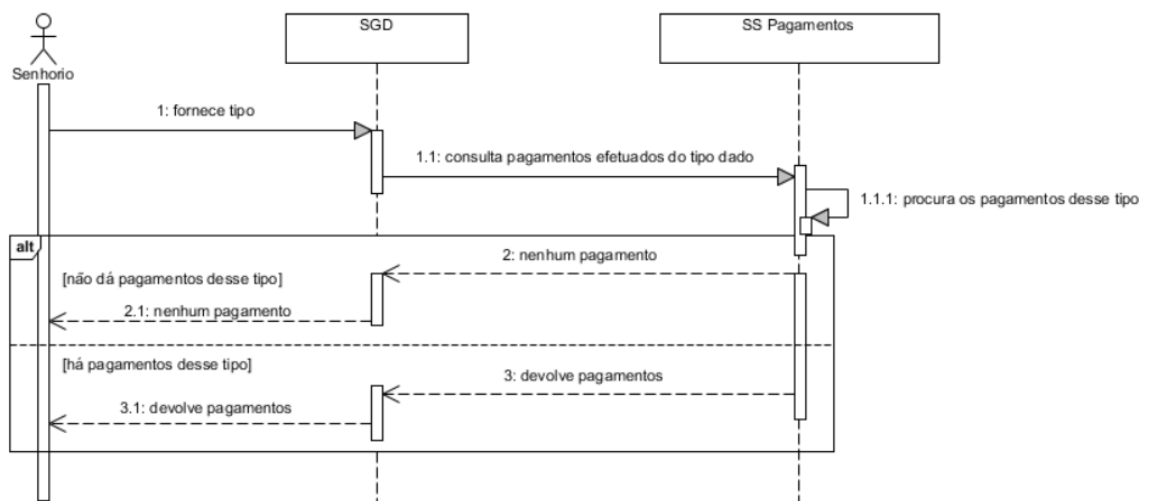 SGD
SS Pagamentos
Senhorio
1: fornece tipo
1.1: consulta pagamentos efetuados do tipo dado
1.1.1: procura os pagamentos desse tipo
alt
2: nenhum pagamento
[não dá pagamentos desse tipo]
2.1: nenhum pagamento
[há pagamentos desse tipo]
3: devolve pagamentos
3.1: devolve pagamentos